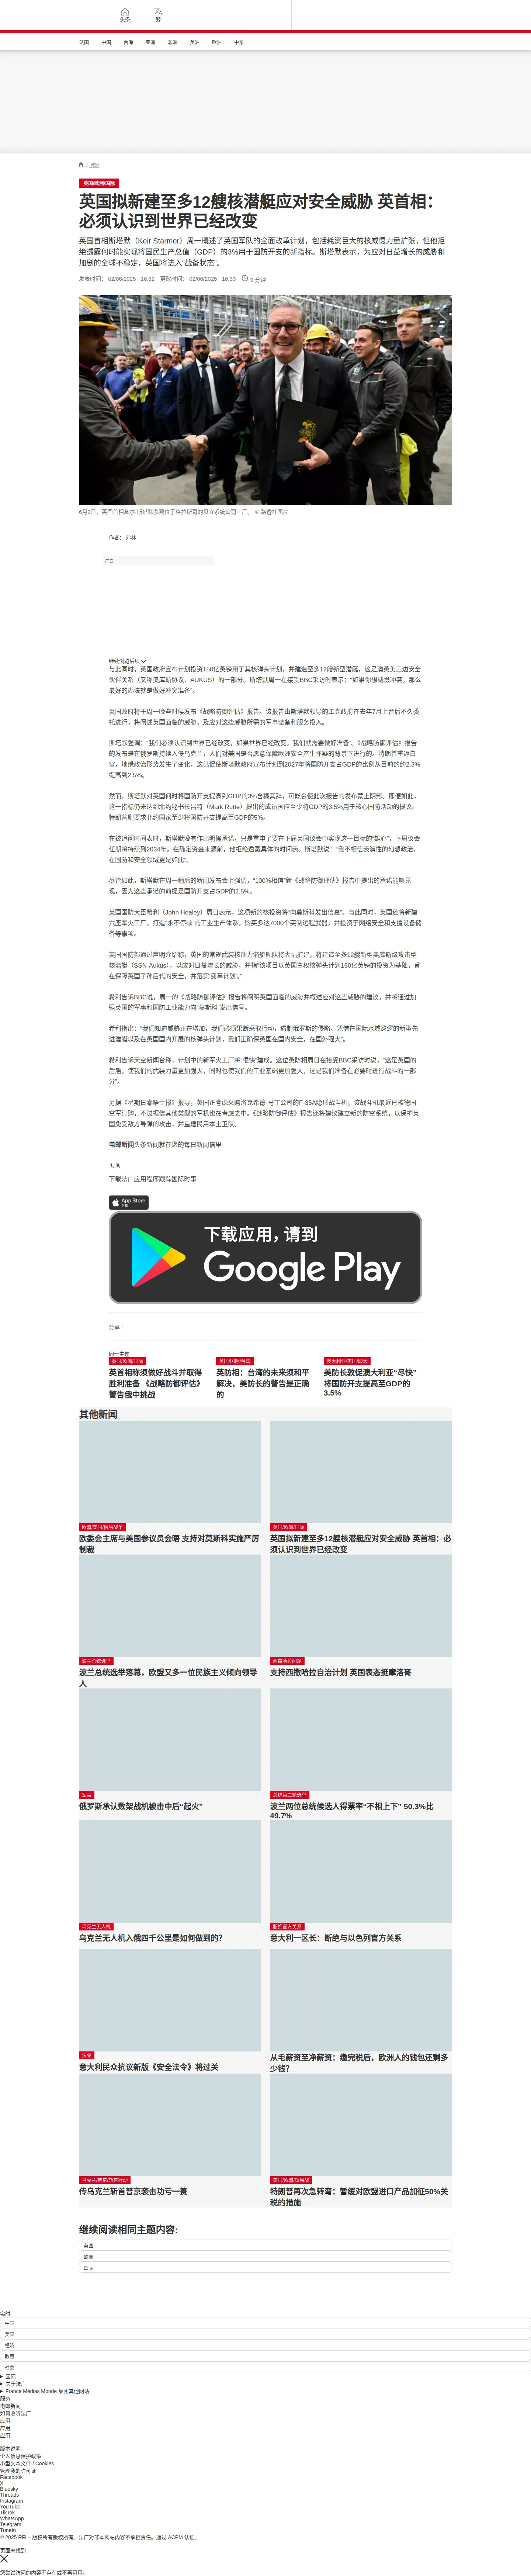 头条
繁
法国
中国
台海
亚洲
非洲
美洲
欧洲
中东
/ 欧洲
英国/欧洲/国际
英国拟新建至多12艘核潜艇应对安全威胁 英首相：
必须认识到世界已经改变
英国首相斯塔默（Keir Starmer）周一概述了英国军队的全面改革计划，包括耗资巨大的核威慑力量扩张，但他拒
绝透露何时能实现将国民生产总值（GDP）的3%用于国防开支的新指标。斯塔默表示，为应对日益增长的威胁和
加剧的全球不稳定，英国将进入“战备状态”。
发表时间： 02/06/2025 - 16:32 更改时间： 02/06/2025 - 16:33 9 分钟
6月2日，英国首相基尔·斯塔默参观位于格拉斯哥的贝宜系统公司工厂。 © 路透社图片
作者： 弗林
广告
继续浏览后续
与此同时，英国政府宣布计划投资150亿英镑用于其核弹头计划，并建造至多12艘新型潜艇，这是澳英美三边安全
伙伴关系（又称奥库斯协议、AUKUS）的一部分。斯塔默周一在接受BBC采访时表示：“如果你想威慑冲突，那么
最好的办法就是做好冲突准备”。
英国政府将于周一晚些时候发布《战略防御评估》报告。该报告由斯塔默领导的工党政府在去年7月上台后不久委
托进行，将阐述英国面临的威胁，及应对这些威胁所需的军事装备和服务投入。
斯塔默强调：“我们必须认识到世界已经改变，如果世界已经改变，我们就需要做好准备”。《战略防御评估》报告
的发布是在俄罗斯持续入侵乌克兰，人们对美国是否愿意保障欧洲安全产生怀疑的背景下进行的。特朗普重返白
宫，地缘政治形势发生了变化，这已促使斯塔默政府宣布计划到2027年将国防开支占GDP的比例从目前的约2.3%
提高到2.5%。
然而，斯塔默对英国何时将国防开支提高到GDP的3%含糊其辞，可能会使此次报告的发布蒙上阴影。即便如此，
这一指标仍未达到北约秘书长吕特（Mark Rutte）提出的成员国应至少将GDP的3.5%用于核心国防活动的提议。
特朗普则要求北约国家至少将国防开支提高至GDP的5%。
在被追问时间表时，斯塔默没有作出明确承诺，只是重申了要在下届英国议会中实现这一目标的“雄心”，下届议会
任期将持续到2034年。在确定资金来源前，他拒绝透露具体的时间表。斯塔默说：“我不相信表演性的幻想政治，
在国防和安全领域更是如此”。
尽管如此，斯塔默在周一稍后的新闻发布会上强调，“100%相信”新《战略防御评估》报告中提出的承诺能够兑
现，因为这些承诺的前提是国防开支占GDP的2.5%。
英国国防大臣希利（John Healey）周日表示，这项新的核投资将“向莫斯科发出信息”。与此同时，英国还将新建
六座军火工厂，打造“永不停歇”的工业生产体系，购买多达7000个英制远程武器，并投资于网络安全和支援设备储
备等事项。
英国国防部通过声明介绍称，英国的常规武装核动力潜艇舰队将大幅扩建，将建造至多12艘新型奥库斯级攻击型
核潜艇（SSN-Aukus），以应对日益增长的威胁，并指“该项目以英国主权核弹头计划150亿英镑的投资为基础，旨
在保障英国子孙后代的安全，并落实‘变革计划’。”
希利告诉BBC说，周一的《战略防御评估》报告将阐明英国面临的威胁并概述应对这些威胁的建议，并将通过加
强英国的军事和国防工业能力向“莫斯科”发出信号。
希利指出：“我们知道威胁正在增加，我们必须果断采取行动，遏制俄罗斯的侵略。凭借在国际水域巡逻的新型先
进潜艇以及在英国国内开展的核弹头计划，我们正确保英国在国内安全，在国外强大”。
希利告诉天空新闻台称，计划中的新军火工厂将“很快”建成。这位英防相周日在接受BBC采访时说，“这是英国的
后盾，使我们的武装力量更加强大，同时也使我们的工业基础更加强大，这是我们准备在必要时进行战斗的一部
分”。
另据《星期日泰晤士报》报导，英国正考虑采购洛克希德·马丁公司的F-35A隐形战斗机，该战斗机最近已被德国
空军订购，不过据信其他类型的军机也在考虑之中。《战略防御评估》报告还将建议建立新的防空系统，以保护英
国免受敌方导弹的攻击，并重建民用本土卫队。
电邮新闻头条新闻就在您的每日新闻信里
订阅
下载法广应用程序跟踪国际时事
App Store
下载
下载应用，请到
Google Play
分享 :
同一主题
英国/欧洲/国际
英首相称须做好战斗并取得
胜利准备 《战略防御评估》
警告俄中挑战
美国/国际/台湾
英防相：台湾的未来须和平
解决，美防长的警告是正确
的
澳大利亚/美国/印太
美防长敦促澳大利亚“尽快”
将国防开支提高至GDP的
3.5%
其他新闻
欧盟/美国/俄乌战争
欧委会主席与美国参议员会晤 支持对莫斯科实施严厉
制裁
英国/欧洲/国际
英国拟新建至多12艘核潜艇应对安全威胁 英首相：必
须认识到世界已经改变
波兰总统选举
波兰总统选举落幕，欧盟又多一位民族主义倾向领导
人
西撒哈拉问题
支持西撒哈拉自治计划 英国表态挺摩洛哥
军事
俄罗斯承认数架战机被击中后“起火”
总统第二轮选举
波兰两位总统候选人得票率“不相上下” 50.3%比
49.7%
乌克兰无人机
乌克兰无人机入俄四千公里是如何做到的？
断绝官方关系
意大利一区长：断绝与以色列官方关系
法令
意大利民众抗议新版《安全法令》将过关
从毛薪资至净薪资：缴完税后，欧洲人的钱包还剩多
少钱？
乌克兰/普京/斩首行动
传乌克兰斩首普京袭击功亏一篑
美国/欧盟/贸易战
特朗普再次急转弯：暂缓对欧盟进口产品加征50%关
税的措施
继续阅读相同主题内容:
英国
欧洲
国际
实时
中国
美国
经济
教育
社会
国际
关于法广
France Médias Monde 集团其他网站
服务
电邮新闻
如何收听法广
应用
应用
应用
版本说明
个人信息保护政策
小型文本文件 / Cookies
管理我的许可证
Facebook
X
Bluesky
Threads
Instagram
YouTube
TikTok
WhatsApp
Telegram
TuneIn
© 2025 RFI – 版权所有版权所有。法广对非本网站内容不承担责任。通过 ACPM 认证。
页面未找到
您尝试访问的内容不存在或不再可用。